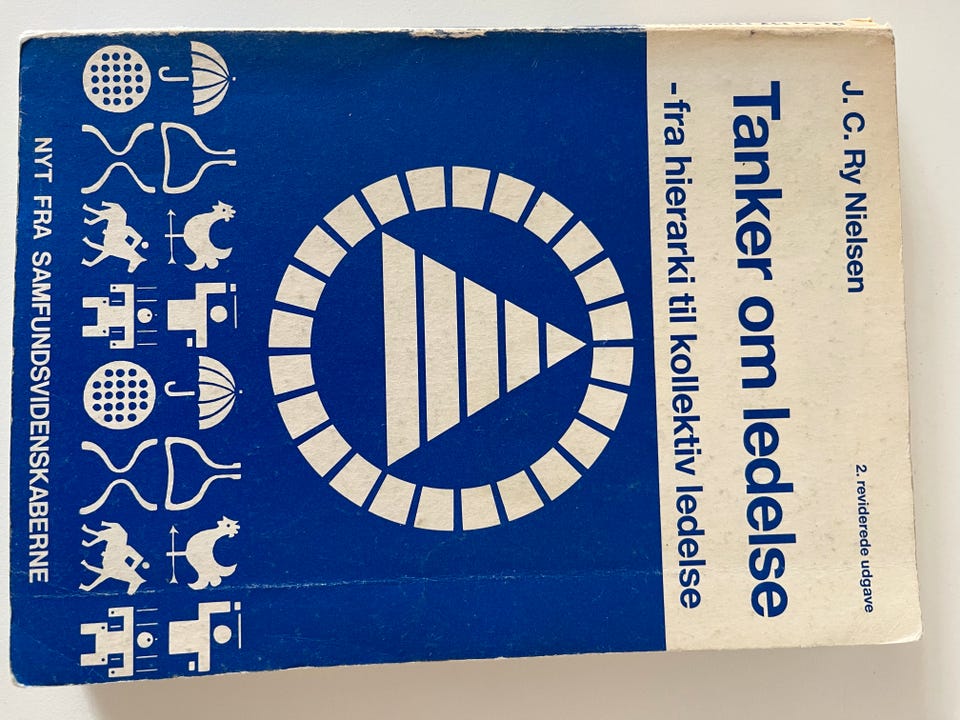 J. C. Ry Nielsen
2. reviderede udgave
Tanker om ledelse
- fra hierarki til kollektiv ledelse
NYT FRA SAMFUNDSVIDENSKABERNE